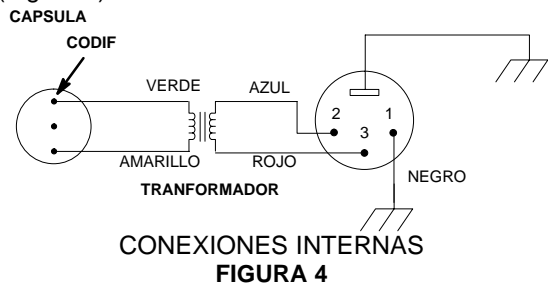 CAPSULA
CODIF
VERDE
AZUL
2
1
3
AMARILLO
ROJO
NEGRO
TRANFORMADOR
CONEXIONES INTERNAS
FIGURA 4